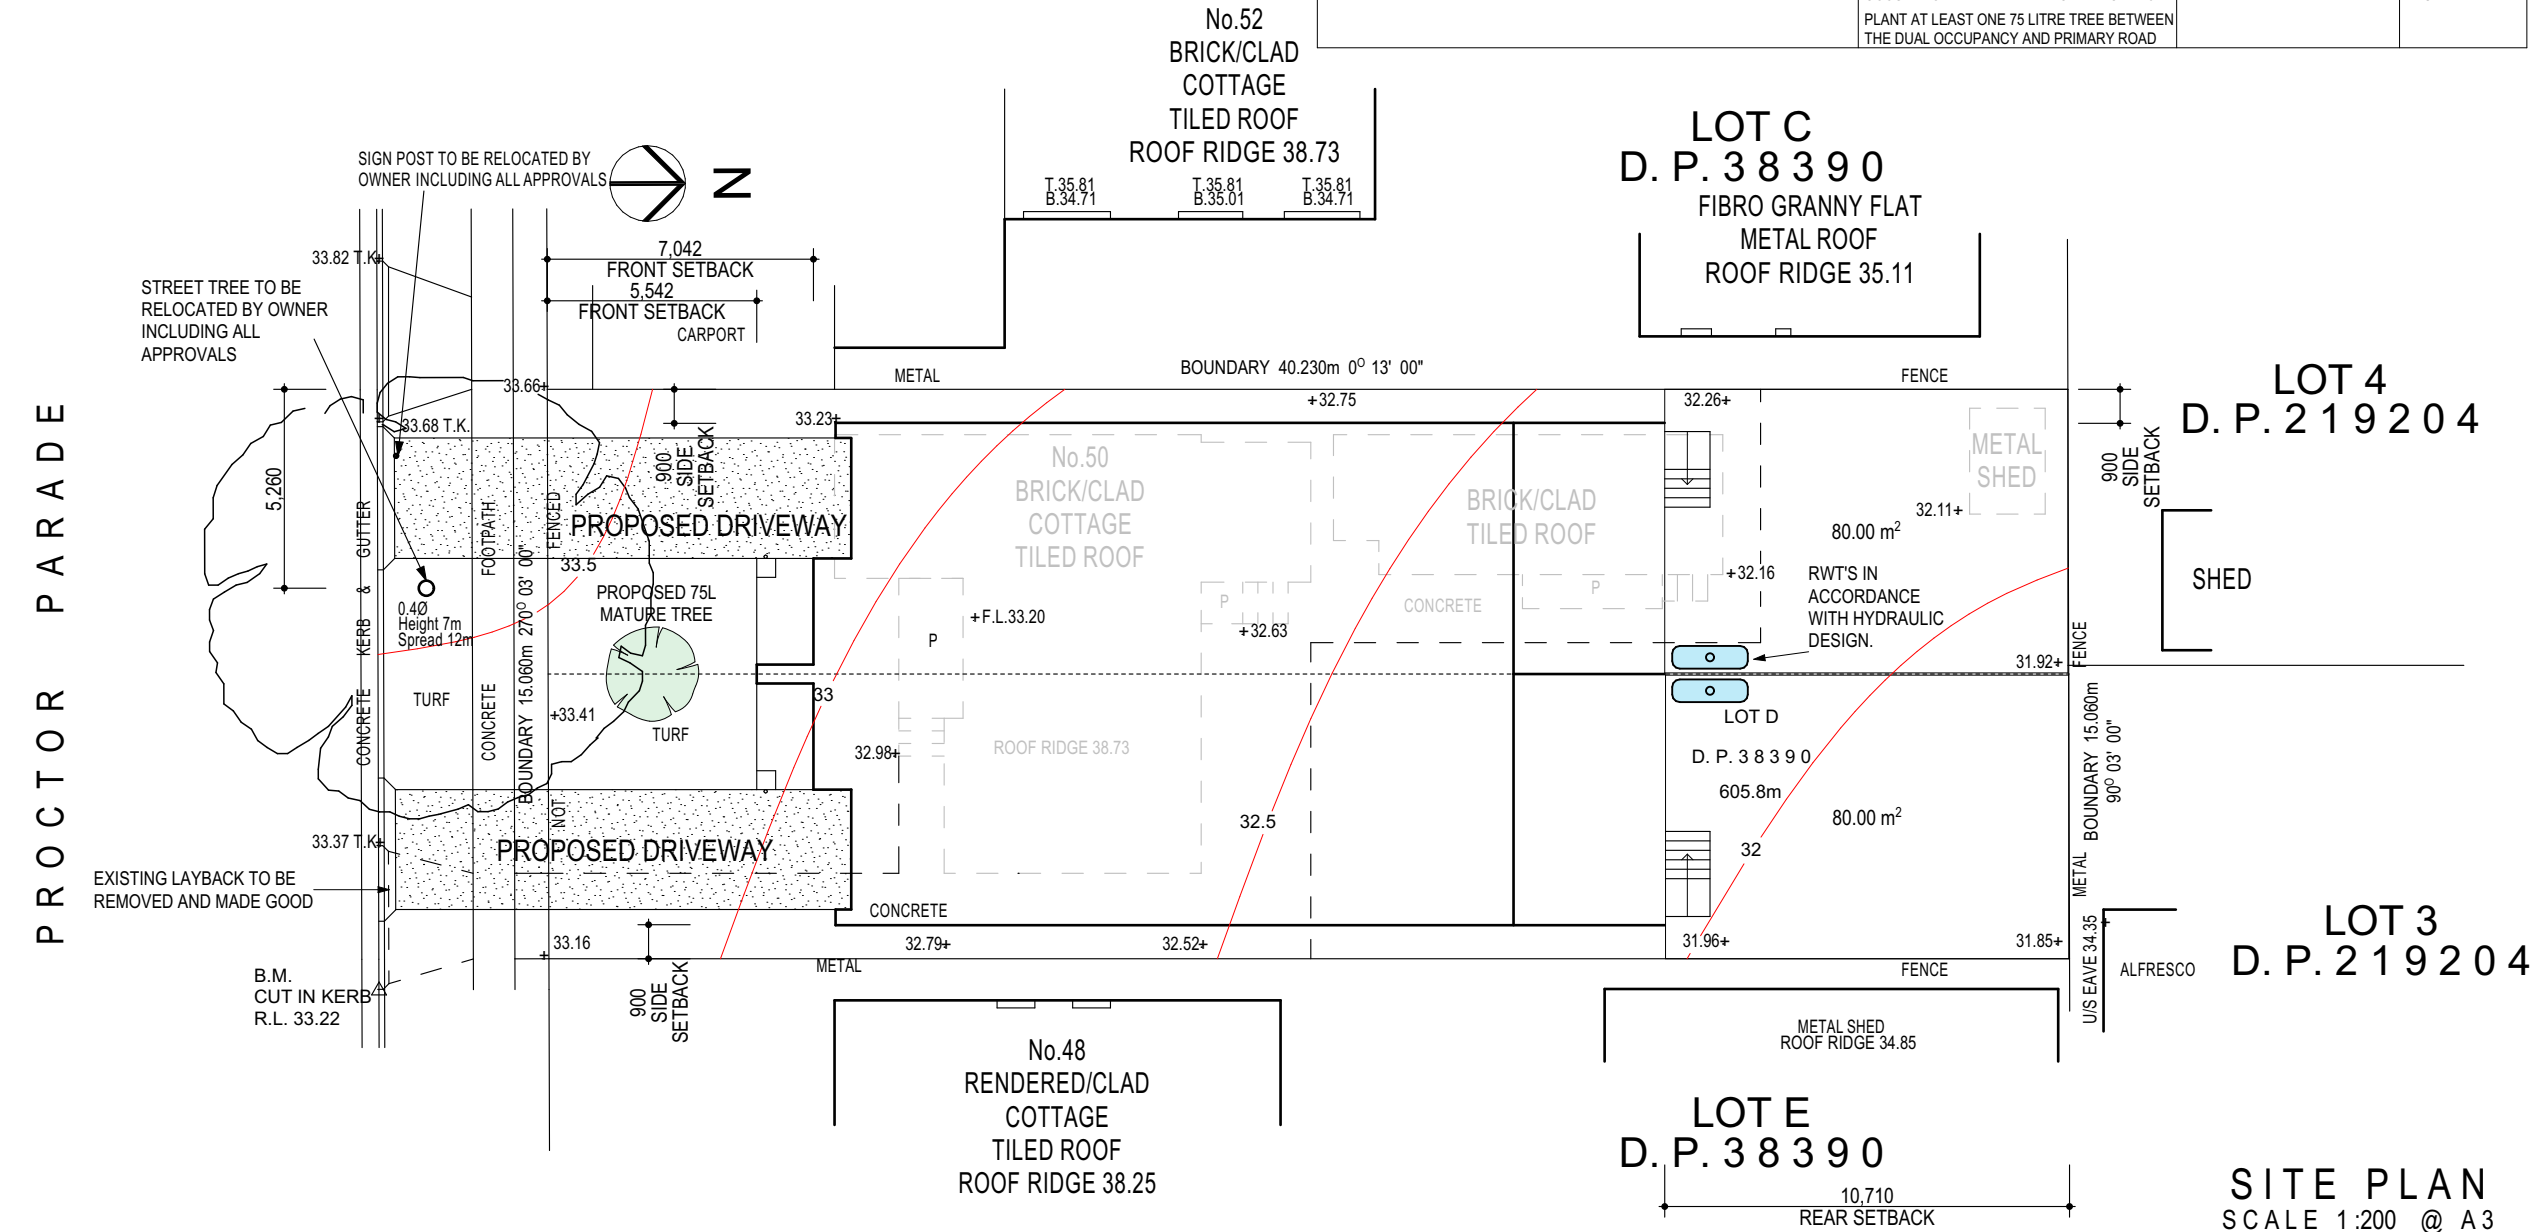 PLANT AT LEAST ONE 75 LITRE TREE BETWEEN
THE DUAL OCCUPANCY AND PRIMARY ROAD
No.52
BRICK/CLAD
COTTAGE
TILED ROOF
ROOF RIDGE 38.73
T.35.81
B.34.71
T.35.81
B.35.01
T.35.81
B.34.71
LOT C
D. P. 3 8 3 9 0
FIBRO GRANNY FLAT
METAL ROOF
ROOF RIDGE 35.11
SIGN POST TO BE RELOCATED BY
OWNER INCLUDING ALL APPROVALS
N
33.82 T.K
7,042
FRONT SETBACK
5,542
FRONT SETBACK
CARPORT
STREET TREE TO BE
RELOCATED BY OWNER
INCLUDING ALL
APPROVALS
METAL
BOUNDARY 40.230m 0° 13' 00"
FENCE
LOT 4
D. P. 2 1 9 2 0 4
33.66
33.68 T.K.
33.23
32.75
32.26
900
SIDE
SETBACK
900
SIDE
SETBACK
5,260
PROCTOR PARADE
CONCRETE KERB & GUTTER
CONCRETE FOOTPATH
BOUNDARY 15.060m 270° 03' 00"
NOT FENCED
PROPOSED DRIVEWAY
No.50
BRICK/CLAD
COTTAGE
TILED ROOF
BRICK/CLAD
TILED ROOF
METAL
SHED
32.11
80.00 m²
SHED
33.5
0.4Ø
Height 7m
Spread 12m
PROPOSED 75L
MATURE TREE
P
F.L.33.20
P
32.63
CONCRETE
P
32.16
RWT'S IN
ACCORDANCE
WITH HYDRAULIC
DESIGN.
31.92
METAL FENCE
BOUNDARY 15.060m
90° 03' 00"
TURF
33.41
TURF
33
32.98
ROOF RIDGE 38.73
LOT D
D. P. 3 8 3 9 0
605.8m
80.00 m²
32.5
32
33.37 T.K
PROPOSED DRIVEWAY
EXISTING LAYBACK TO BE
REMOVED AND MADE GOOD
CONCRETE
33.16
32.79
32.52
31.96
31.85
METAL
FENCE
B.M.
CUT IN KERB
R.L. 33.22
900
SIDE
SETBACK
U/S EAVE 34.35
ALFRESCO
LOT 3
D. P. 2 1 9 2 0 4
No.48
RENDERED/CLAD
COTTAGE
TILED ROOF
ROOF RIDGE 38.25
METAL SHED
ROOF RIDGE 34.85
LOT E
D. P. 3 8 3 9 0
10,710
REAR SETBACK
SITE PLAN
SCALE 1:200 @ A3